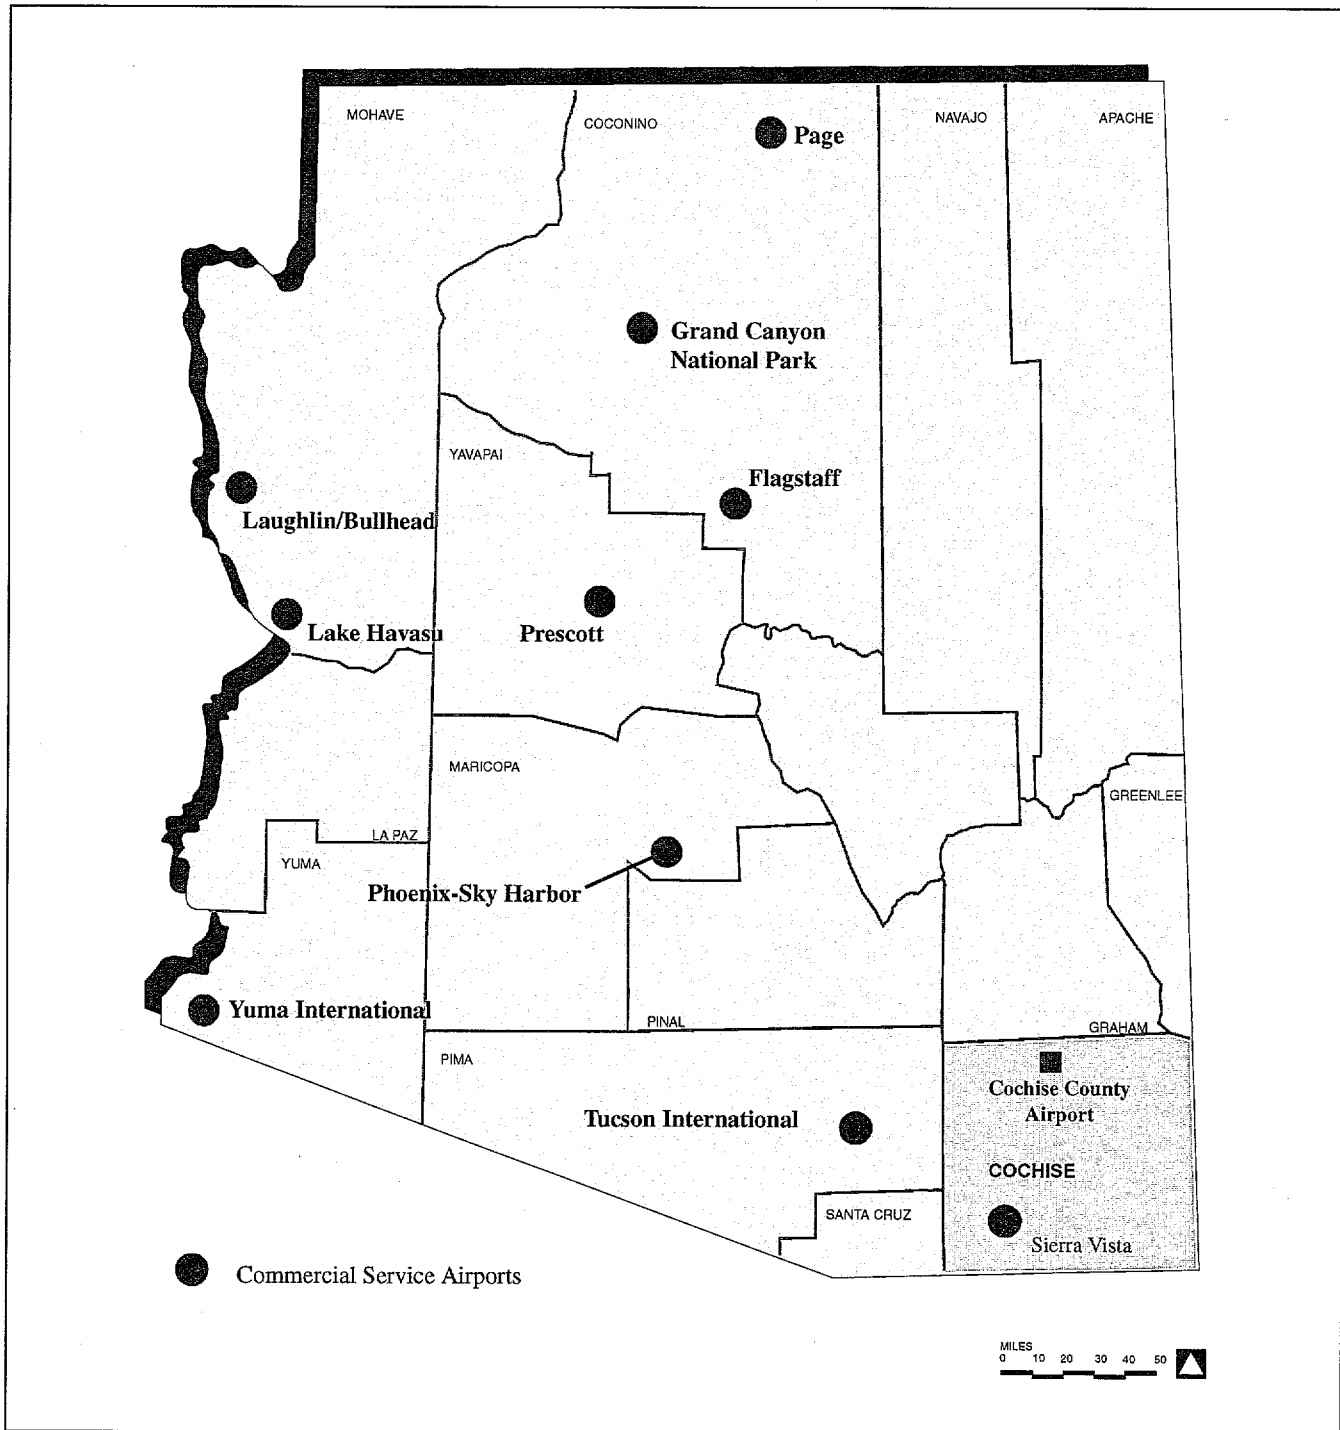 MOHAVE
COCONINO
NAVAJO
APACHE
Page
Grand Canyon
National Park
YAVAPAI
Flagstaff
Laughlin/Bullhead
Lake Havasu
Prescott
MARICOPA
GREENLEE
LA PAZ
YUMA
Phoenix-Sky Harbor
Yuma International
PINAL
GRAHAM
PIMA
Cochise County
Airport
Tucson International
COCHISE
SANTA CRUZ
Sierra Vista
Commercial Service Airports
MILES
0 10 20 30 40 50